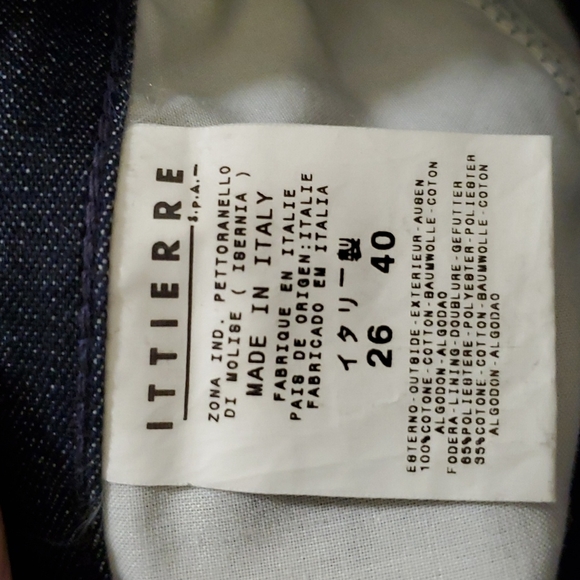 ITTIERRE
S.P.A.
ZONA IND. PETTORANELLO
DI MOLISE ( ISERNIA )
MADE IN ITALY
FABRIQUE EN ITALIE
PAIS DE ORIGEN:ITALIE
FABRICADO EM ITALIA
イタリー製
26 40
ESTERNO-OUTSIDE-EXTERIEUR-AUßEN
100%COTONE-COTTON-BAUMWOLLE-COTON
ALGODON-ALGODAO
FODERA-LINING-DOUBLURE-GEFUTTER
65%POLIESTERE-POLYESTER-POLIESTER
35%COTONE-COTTON-BAUMWOLLE-COTON
ALGODON-ALGODAO